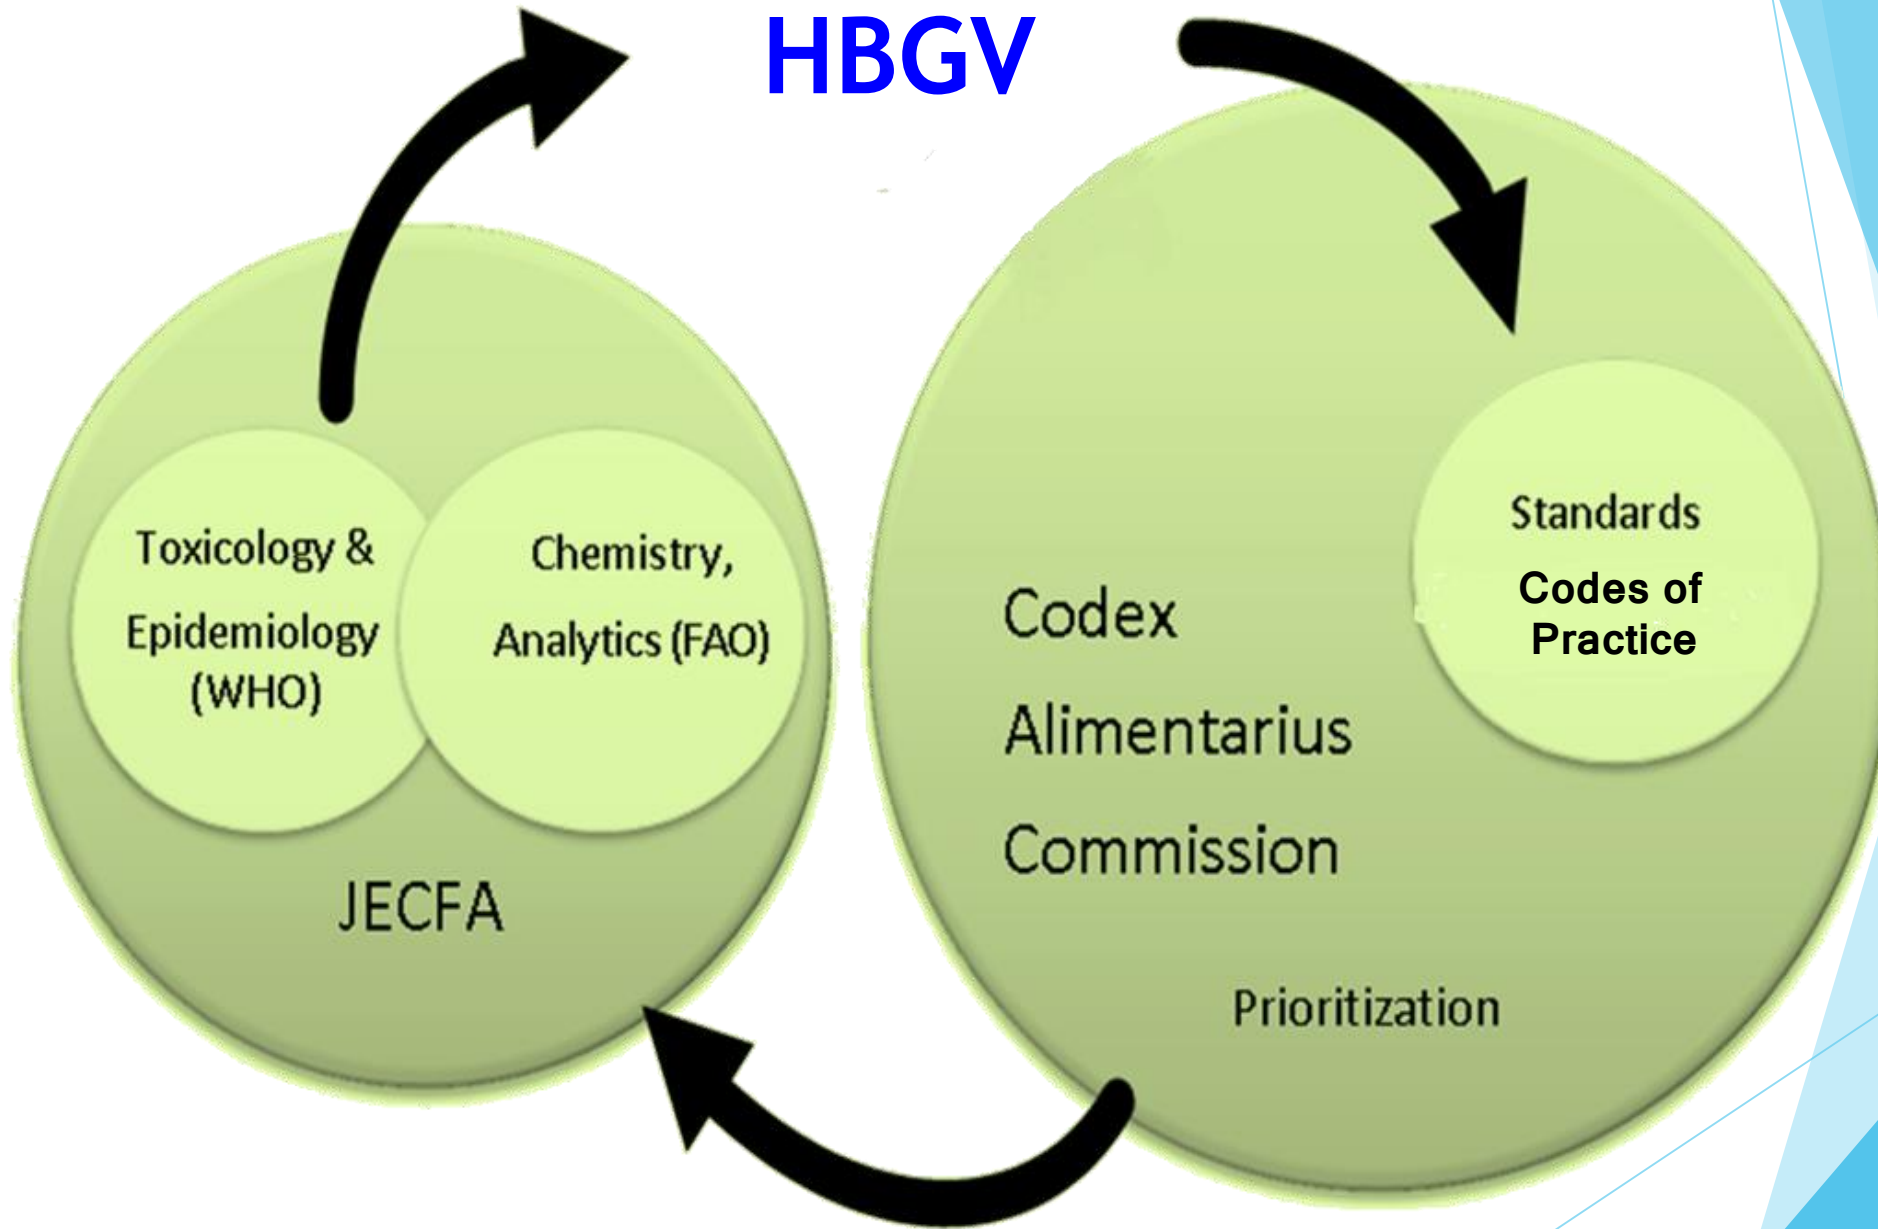 HBGV
Toxicology &
Epidemiology
(WHO)
Chemistry,
Analytics (FAO)
JECFA
Codex
Alimentarius
Commission
Standards
Codes of
Practice
Prioritization